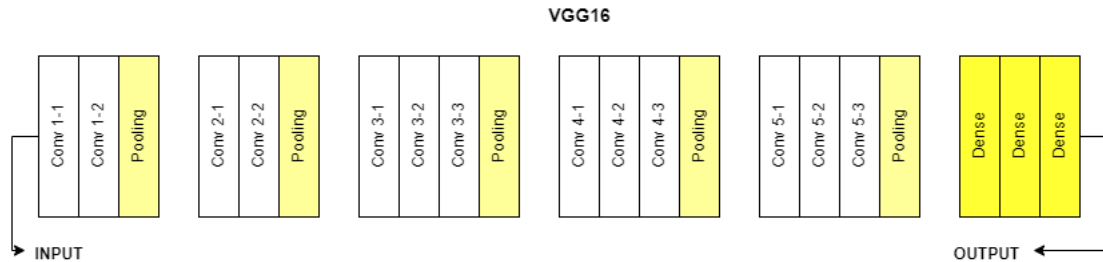 VGG16
Conv 1-1
Conv 1-2
Pooling
Conv 2-1
Conv 2-2
Pooling
Conv 3-1
Conv 3-2
Conv 3-3
Pooling
Conv 4-1
Conv 4-2
Conv 4-3
Pooling
Conv 5-1
Conv 5-2
Conv 5-3
Pooling
Dense
Dense
Dense
INPUT
OUTPUT